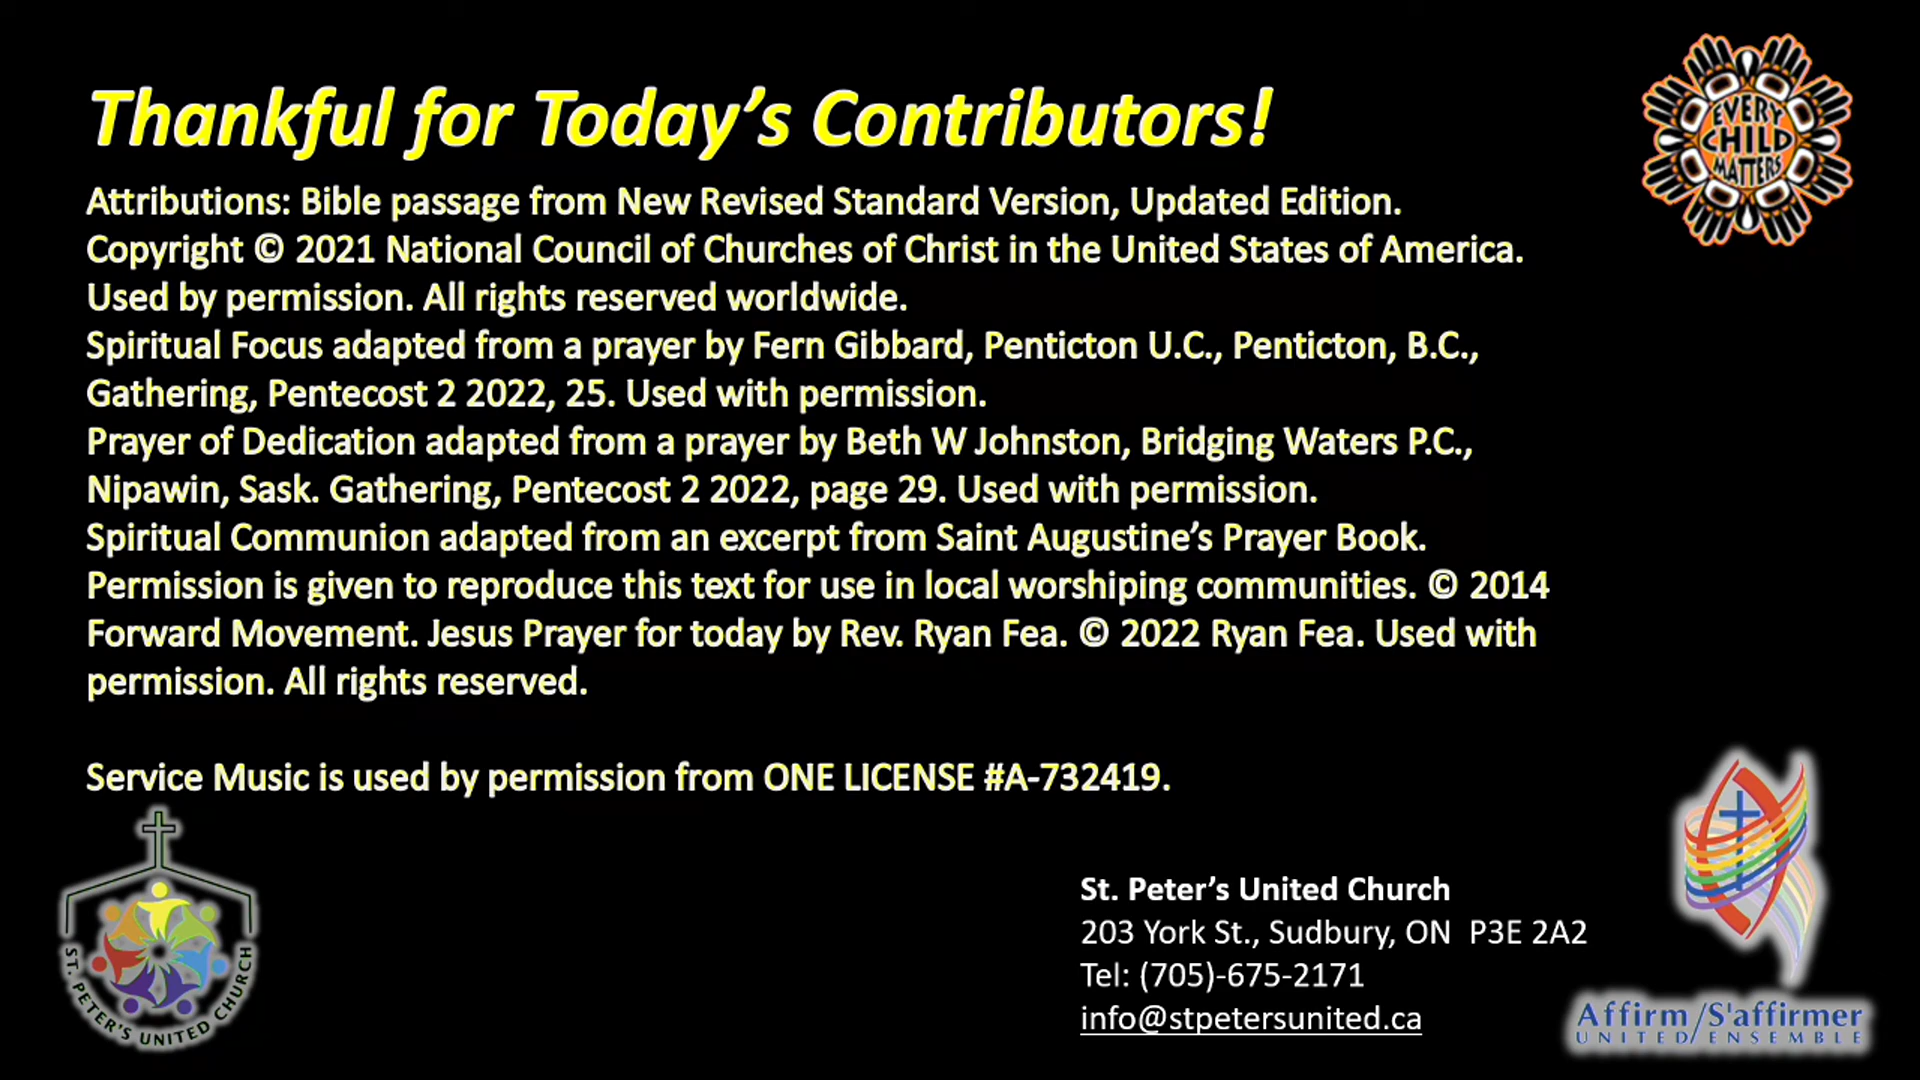 Thankful for Today's Contributors!
EVERY
CHILD
MATTERS
Attributions: Bible passage from New Revised Standard Version, Updated Edition.
Copyright © 2021 National Council of Churches of Christ in the United States of America.
Used by permission. All rights reserved worldwide.
Spiritual Focus adapted from a prayer by Fern Gibbard, Penticton U.C., Penticton, B.C.,
Gathering, Pentecost 2 2022, 25. Used with permission.
Prayer of Dedication adapted from a prayer by Beth W Johnston, Bridging Waters P.C.,
Nipawin, Sask. Gathering, Pentecost 2 2022, page 29. Used with permission.
Spiritual Communion adapted from an excerpt from Saint Augustine's Prayer Book.
Permission is given to reproduce this text for use in local worshiping communities. © 2014
Forward Movement. Jesus Prayer for today by Rev. Ryan Fea. © 2022 Ryan Fea. Used with
permission. All rights reserved.
Service Music is used by permission from ONE LICENSE #A-732419.
ST. PETER'S UNITED CHURCH
St. Peter's United Church
203 York St., Sudbury, ON P3E 2A2
Tel: (705)-675-2171
info@stpetersunited.ca
Affirm/S'affirmer
UNITED/ENSEMBLE